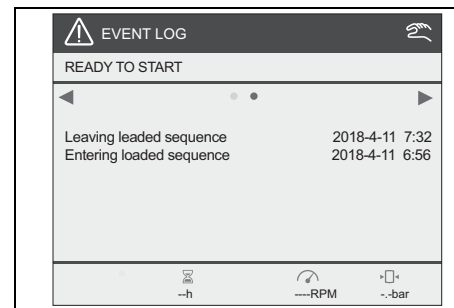 EVENT LOG
READY TO START
Leaving leaded sequence 2018-4-11 7:32
Entering loaded sequence 2018-4-11 6:56
--h ----RPM -.-bar